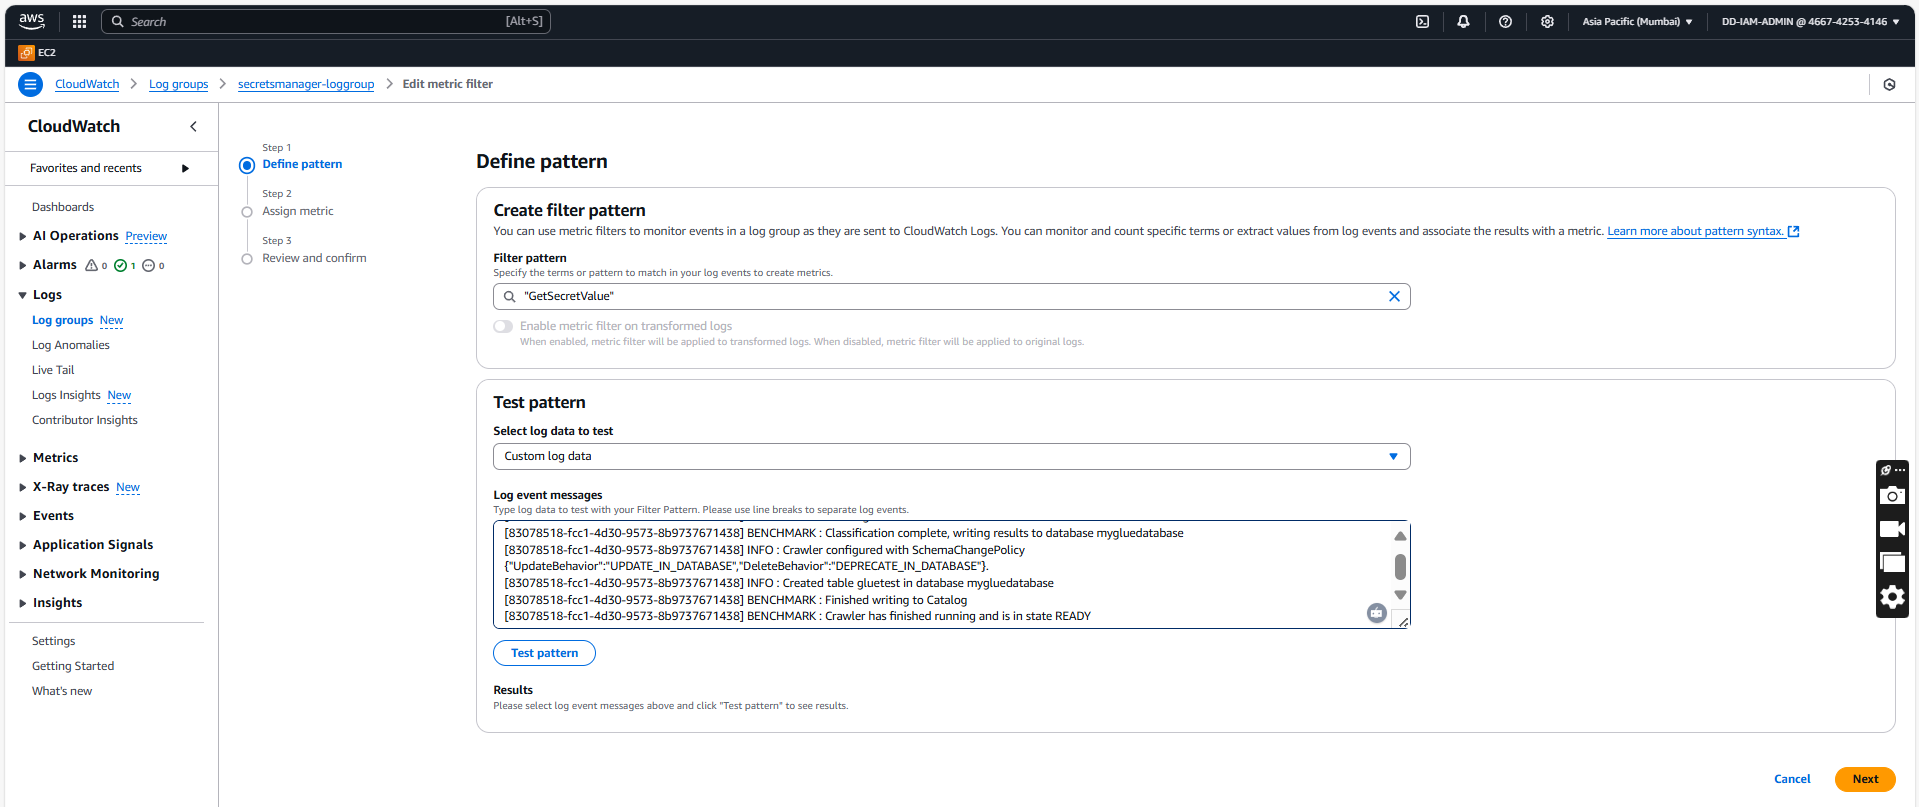 aws
Search [Alt+S]
Asia Pacific (Mumbai)
DD-IAM-ADMIN @ 4667-4253-4146
EC2
CloudWatch
Log groups
secretsmanager-loggroup
Edit metric filter
CloudWatch
Favorites and recents
Dashboards
AI Operations Preview
Alarms 0 1 0
Logs
Log groups New
Log Anomalies
Live Tail
Logs Insights New
Contributor Insights
Metrics
X-Ray traces New
Events
Application Signals
Network Monitoring
Insights
Settings
Getting Started
What's new
Step 1
Define pattern
Step 2
Assign metric
Step 3
Review and confirm
Define pattern
Create filter pattern
You can use metric filters to monitor events in a log group as they are sent to CloudWatch Logs. You can monitor and count specific terms or extract values from log events and associate the results with a metric. Learn more about pattern syntax.
Filter pattern
Specify the terms or pattern to match in your log events to create metrics.
"GetSecretValue"
Enable metric filter on transformed logs
When enabled, metric filter will be applied to transformed logs. When disabled, metric filter will be applied to original logs.
Test pattern
Select log data to test
Custom log data
Log event messages
Type log data to test with your Filter Pattern. Please use line breaks to separate log events.
[83078518-fcc1-4d30-9573-8b9737671438] BENCHMARK : Classification complete, writing results to database mygluedatabase
[83078518-fcc1-4d30-9573-8b9737671438] INFO : Crawler configured with SchemaChangePolicy
{"UpdateBehavior":"UPDATE_IN_DATABASE","DeleteBehavior":"DEPRECATE_IN_DATABASE"}.
[83078518-fcc1-4d30-9573-8b9737671438] INFO : Created table gluetest in database mygluedatabase
[83078518-fcc1-4d30-9573-8b9737671438] BENCHMARK : Finished writing to Catalog
[83078518-fcc1-4d30-9573-8b9737671438] BENCHMARK : Crawler has finished running and is in state READY
Test pattern
Results
Please select log event messages above and click "Test pattern" to see results.
Cancel
Next